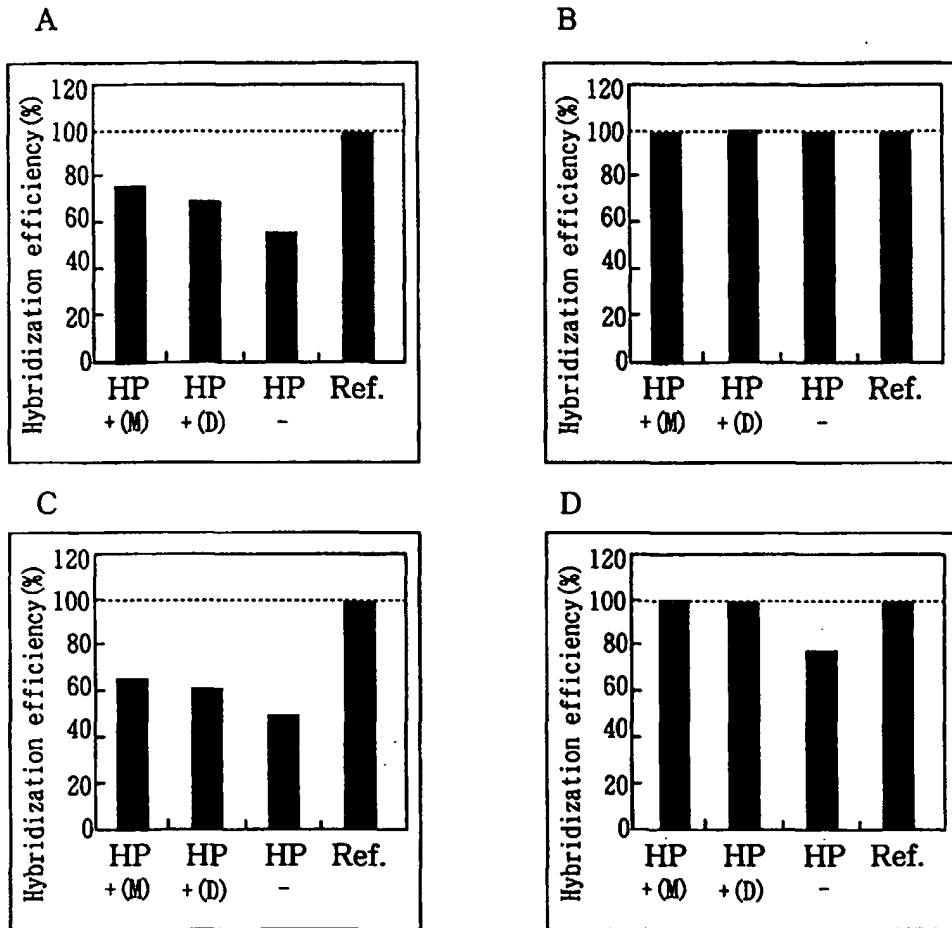 A
Hybridization efficiency(%)
120
100
80
60
40
20
0
HP HP HP Ref.
+(M) +(D) -
B
Hybridization efficiency(%)
120
100
80
60
40
20
0
HP HP HP Ref.
+(M) +(D) -
C
Hybridization efficiency(%)
120
100
80
60
40
20
0
HP HP HP Ref.
+(M) +(D) -
D
Hybridization efficiency(%)
120
100
80
60
40
20
0
HP HP HP Ref.
+(M) +(D) -